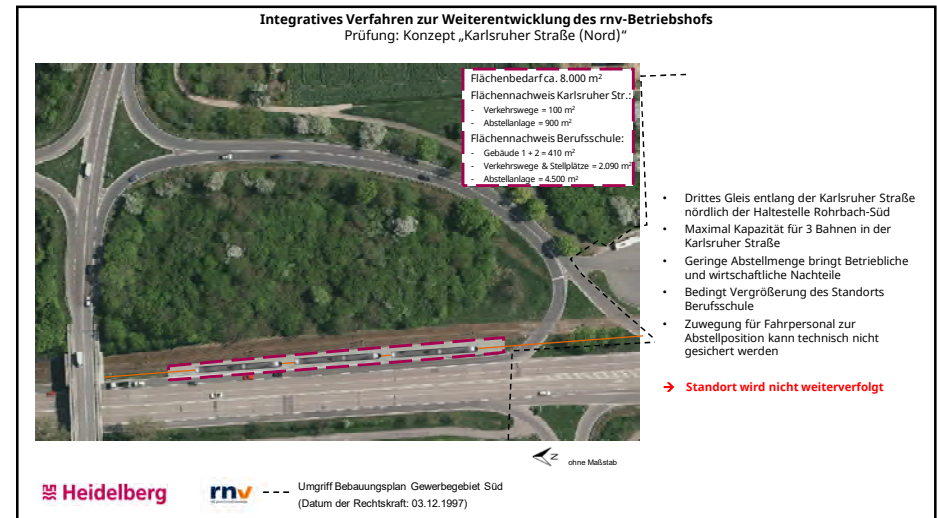 Integratives Verfahren zur Weiterentwicklung des rnv-Betriebshofs
Prüfung: Konzept „Karlsruher Straße (Nord)“
Flächenbedarf ca. 8.000 m²
Flächennachweis Karlsruher Str.:
- Verkehrswege = 100 m²
- Abstellanlage = 900 m²
Flächennachweis Berufsschule:
- Gebäude 1 + 2 = 410 m²
- Verkehrswege & Stellplätze = 2.090 m²
- Abstellanlage = 4.500 m²
• Drittes Gleis entlang der Karlsruher Straße
nördlich der Haltestelle Rohrbach-Süd
• Maximal Kapazität für 3 Bahnen in der
Karlsruher Straße
• Geringe Abstellmenge bringt Betriebliche
und wirtschaftliche Nachteile
• Bedingt Vergrößerung des Standorts
Berufsschule
• Zuwegung für Fahrpersonal zur
Abstellposition kann technisch nicht
gesichert werden
→ Standort wird nicht weiterverfolgt
N
ohne Maßstab
Heidelberg
rnv
Umgriff Bebauungsplan Gewerbegebiet Süd
(Datum der Rechtskraft: 03.12.1997)